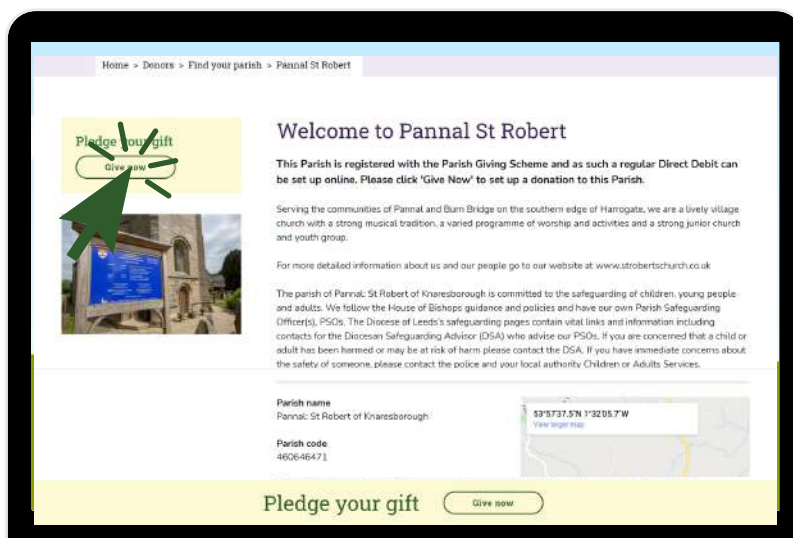 Home > Donors > Find your parish > Pannal St Robert
Pledge your gift
Give now
Welcome to Pannal St Robert
This Parish is registered with the Parish Giving Scheme and as such a regular Direct Debit can
be set up online. Please click 'Give Now' to set up a donation to this Parish.
Serving the communities of Pannal and Burn Bridge on the southern edge of Harrogate, we are a lively village
church with a strong musical tradition, a varied programme of worship and activities and a strong junior church
and youth group.
For more detailed information about us and our people go to our website at www.strobertschurch.co.uk
The parish of Pannal: St Robert of Knaresborough is committed to the safeguarding of children, young people
and adults. We follow the House of Bishops guidance and policies and have our own Parish Safeguarding
Officer(s), PSOs, The Diocese of Leeds's safeguarding pages contain vital links and information including
contacts for the Diocesan Safeguarding Advisor (DSA) who advise our PSOs. If you are concerned that a child or
adult has been harmed or may be at risk of harm please contact the DSA. If you have immediate concerns about
the safety of someone, please contact the police and your local authority Children or Adults Services.
Parish name
Pannal: St Robert of Knaresborough
Parish code
460646471
53°57'37.5"N 1°32'05.7"W
View larger map
Pledge your gift
Give now